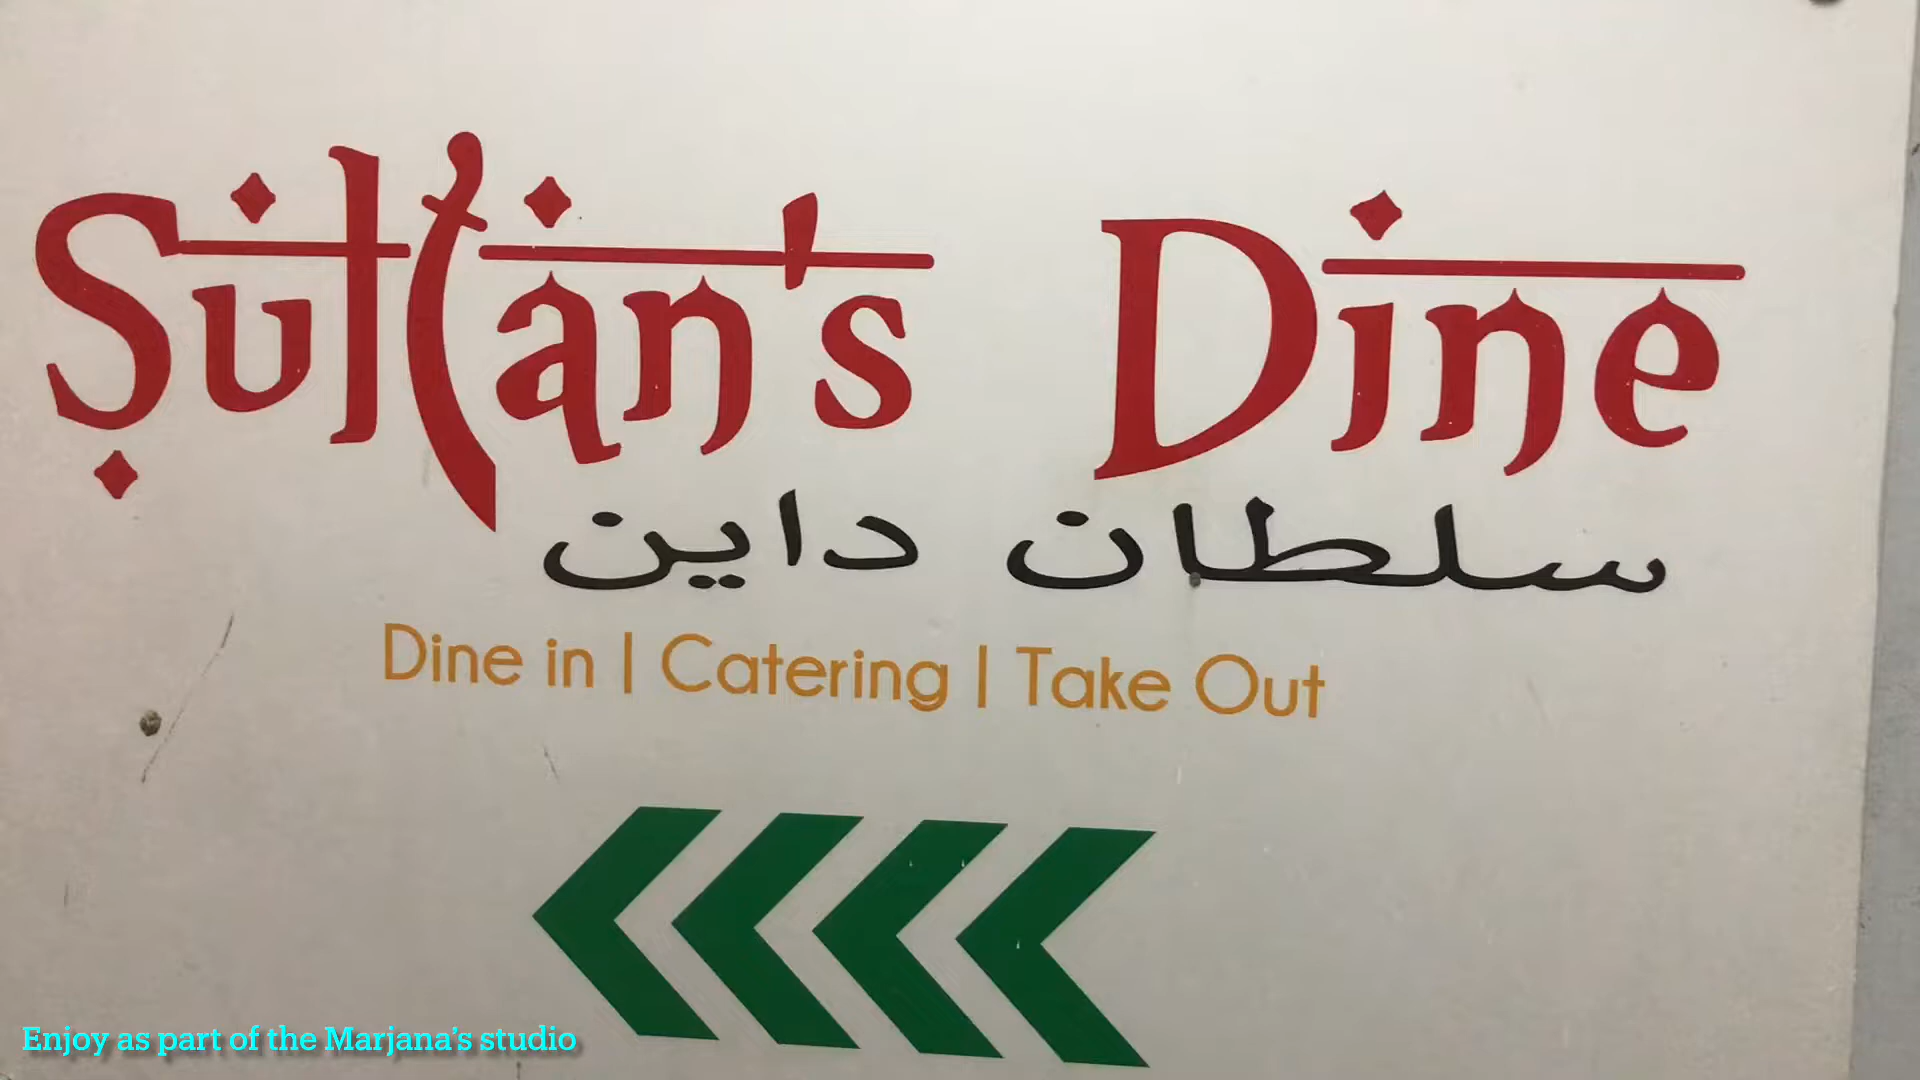 Sultan's Dine
سلطان داين
Dine in | Catering | Take Out
Enjoy as part of the Marjana's studio